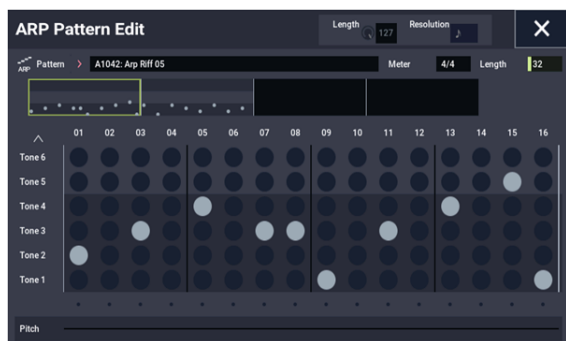 ARP Pattern Edit
Length 127 Resolution
ARP Pattern A1042: Arp Riff 05 Meter 4/4 Length 32
01 02 03 04 05 06 07 08 09 10 11 12 13 14 15 16
Tone 6
Tone 5
Tone 4
Tone 3
Tone 2
Tone 1
Pitch